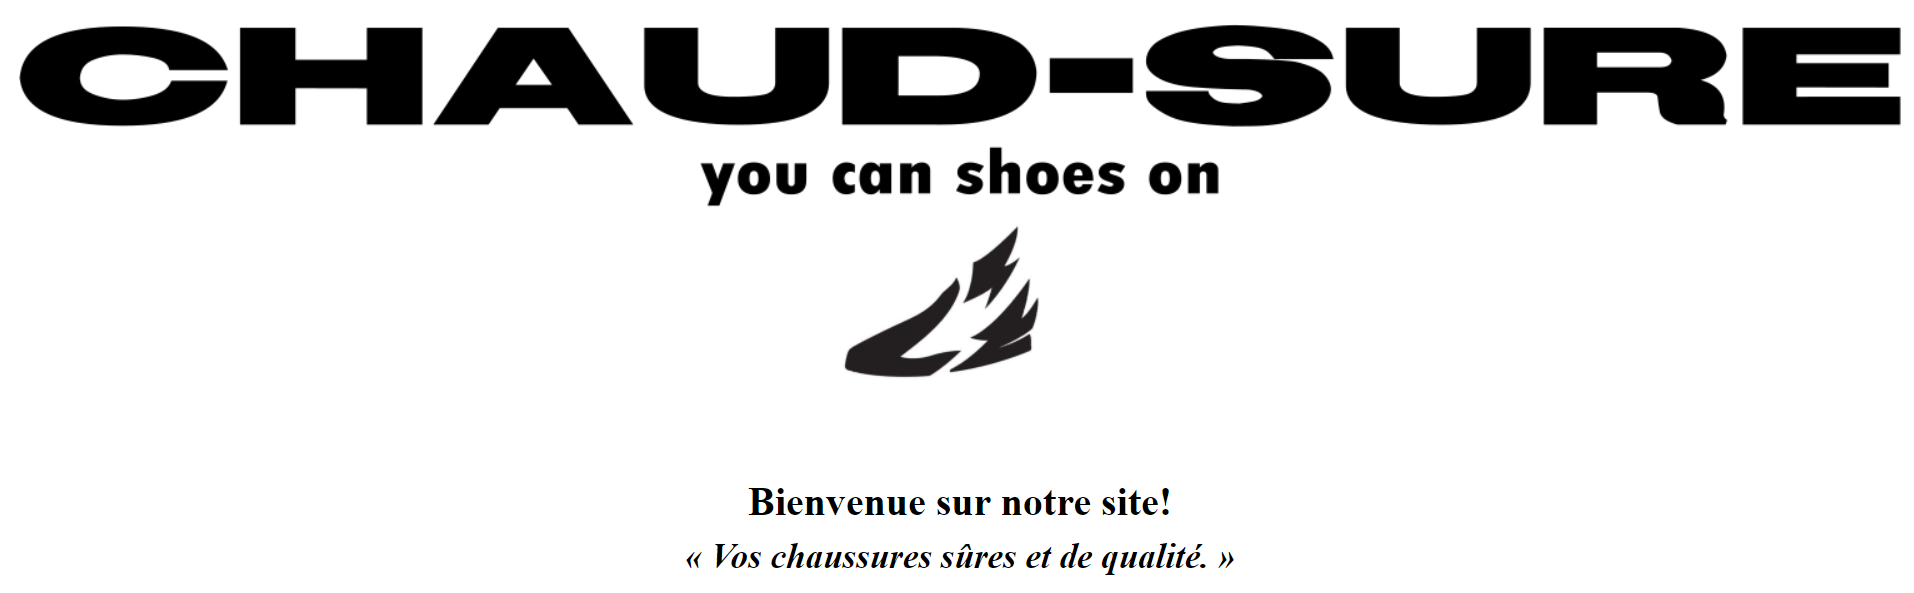 CHAUD-SURE
you can shoes on
Bienvenue sur notre site!
« Vos chaussures sûres et de qualité. »